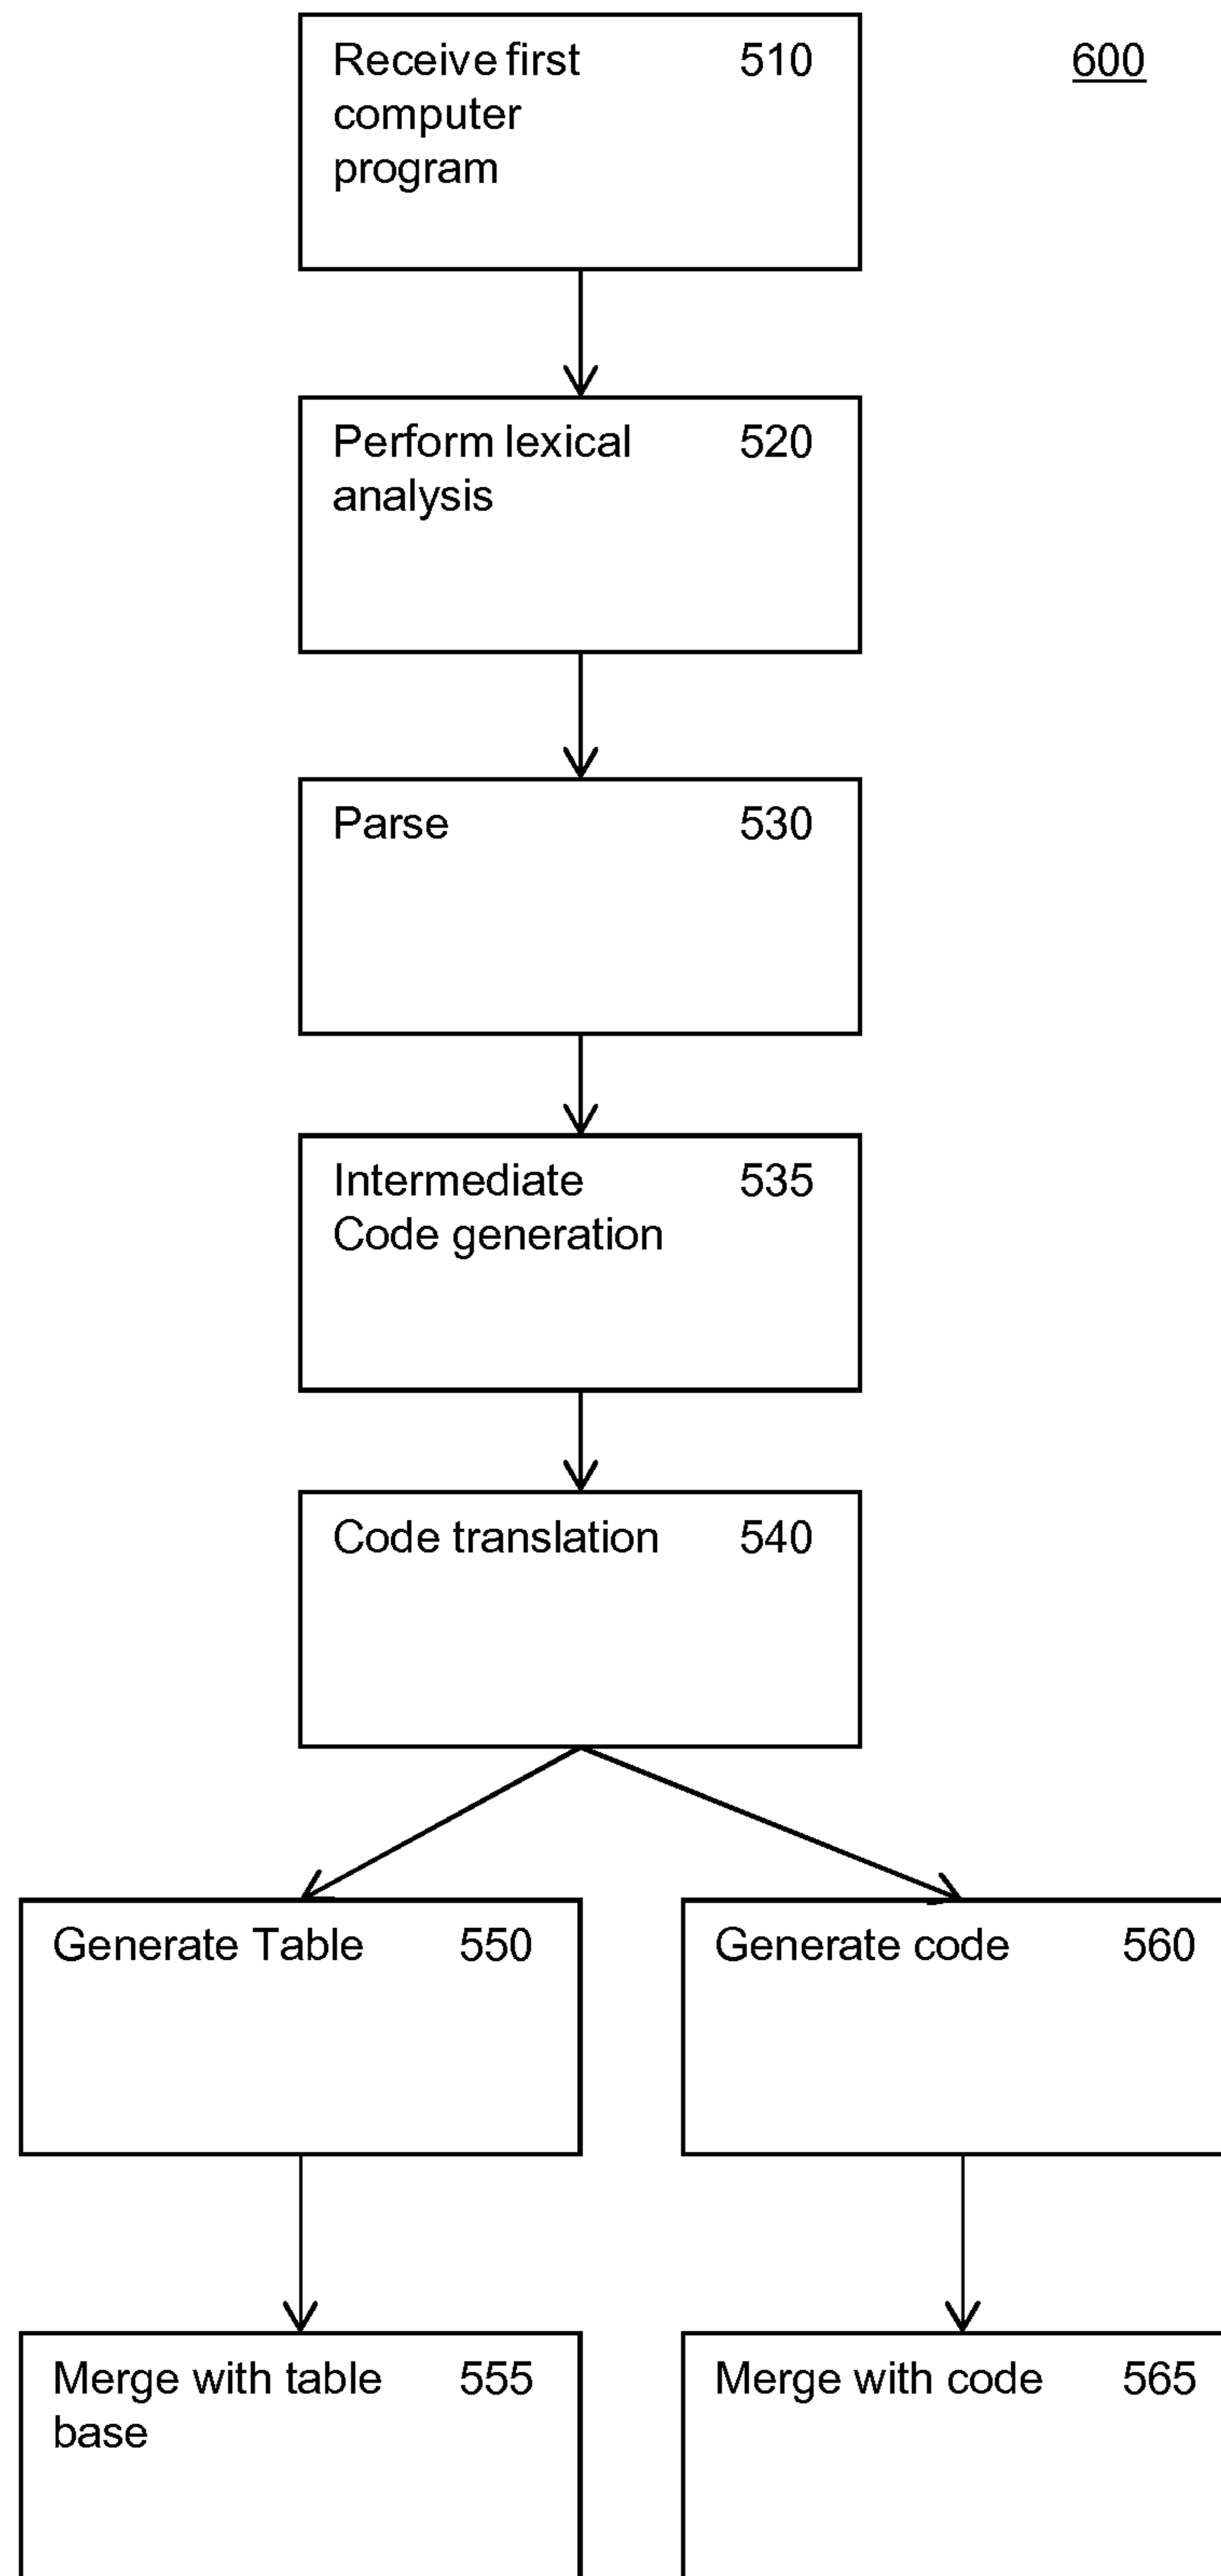 Receive first 510
computer
program
600
Perform lexical 520
analysis
Parse 530
Intermediate 535
Code generation
Code translation 540
Generate Table 550
Generate code 560
Merge with table 555
base
Merge with code 565